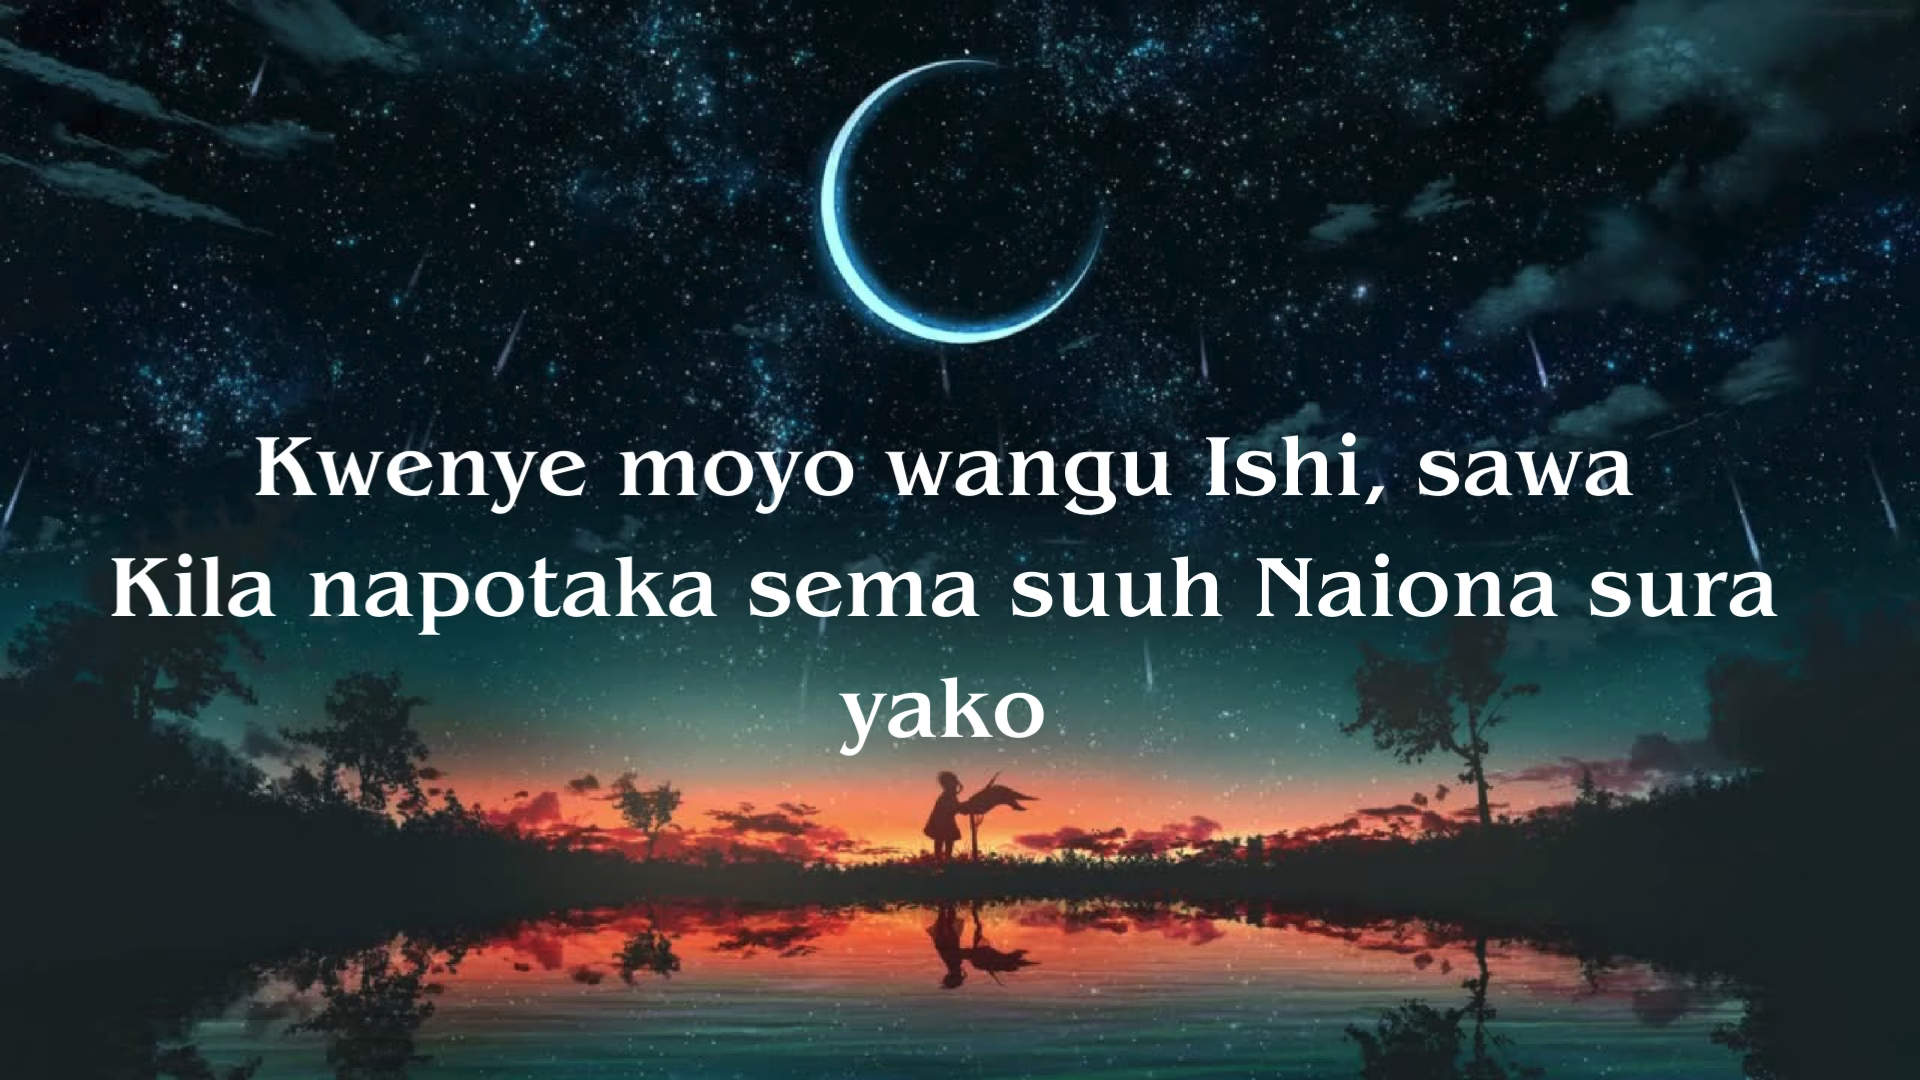 Kwenye moyo wangu Ishi, sawa
Kila napotaka sema suuh Naiona sura
yako